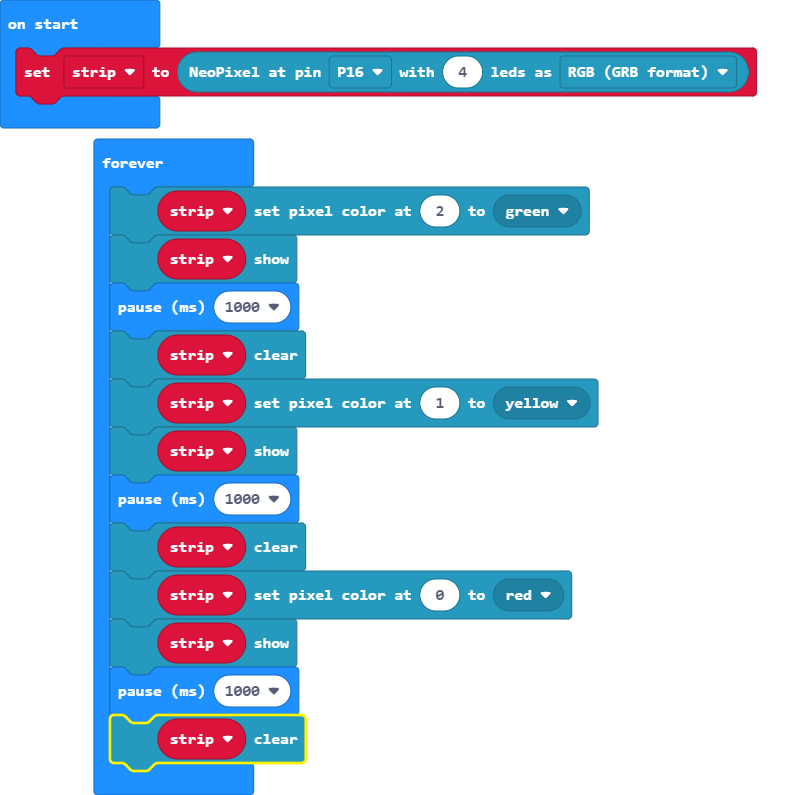 on start
set strip to NeoPixel at pin P16 with 4 leds as RGB (GRB format)
forever
strip set pixel color at 2 to green
strip show
pause (ms) 1000
strip clear
strip set pixel color at 1 to yellow
strip show
pause (ms) 1000
strip clear
strip set pixel color at 0 to red
strip show
pause (ms) 1000
strip clear